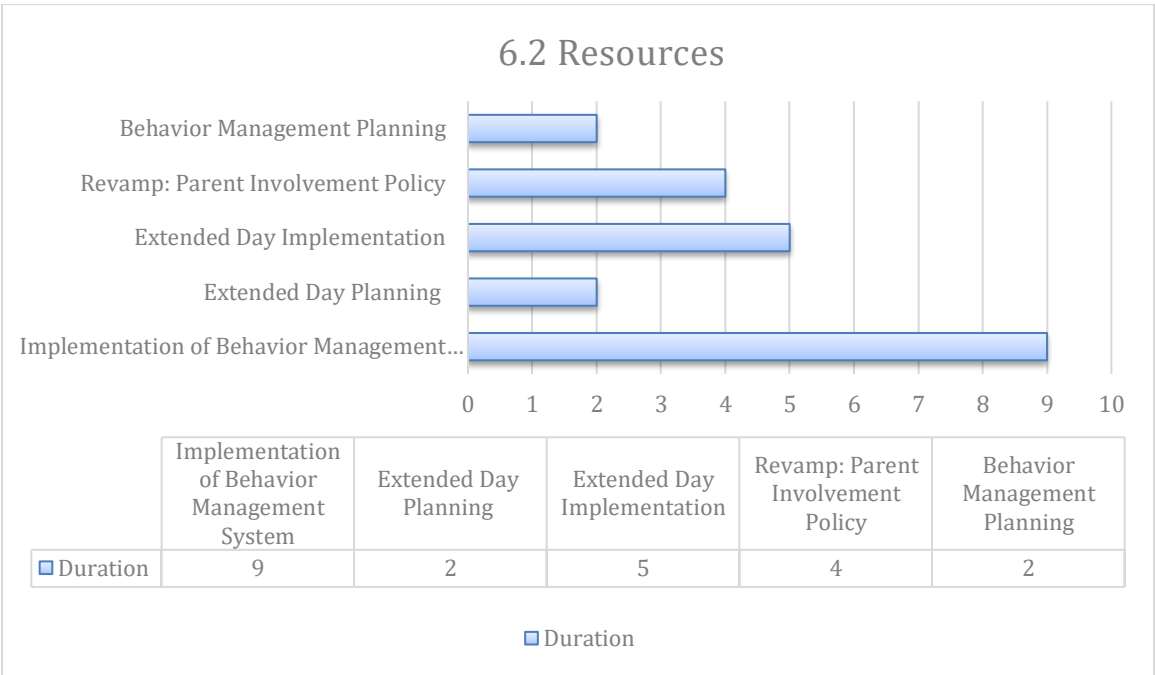 6.2 Resources
Behavior Management Planning
Revamp: Parent Involvement Policy
Extended Day Implementation
Extended Day Planning
Implementation of Behavior Management…
0 1 2 3 4 5 6 7 8 9 10
Implementation
of Behavior
Management
System
Extended Day
Planning
Extended Day
Implementation
Revamp: Parent
Involvement
Policy
Behavior
Management
Planning
Duration 9 2 5 4 2
Duration